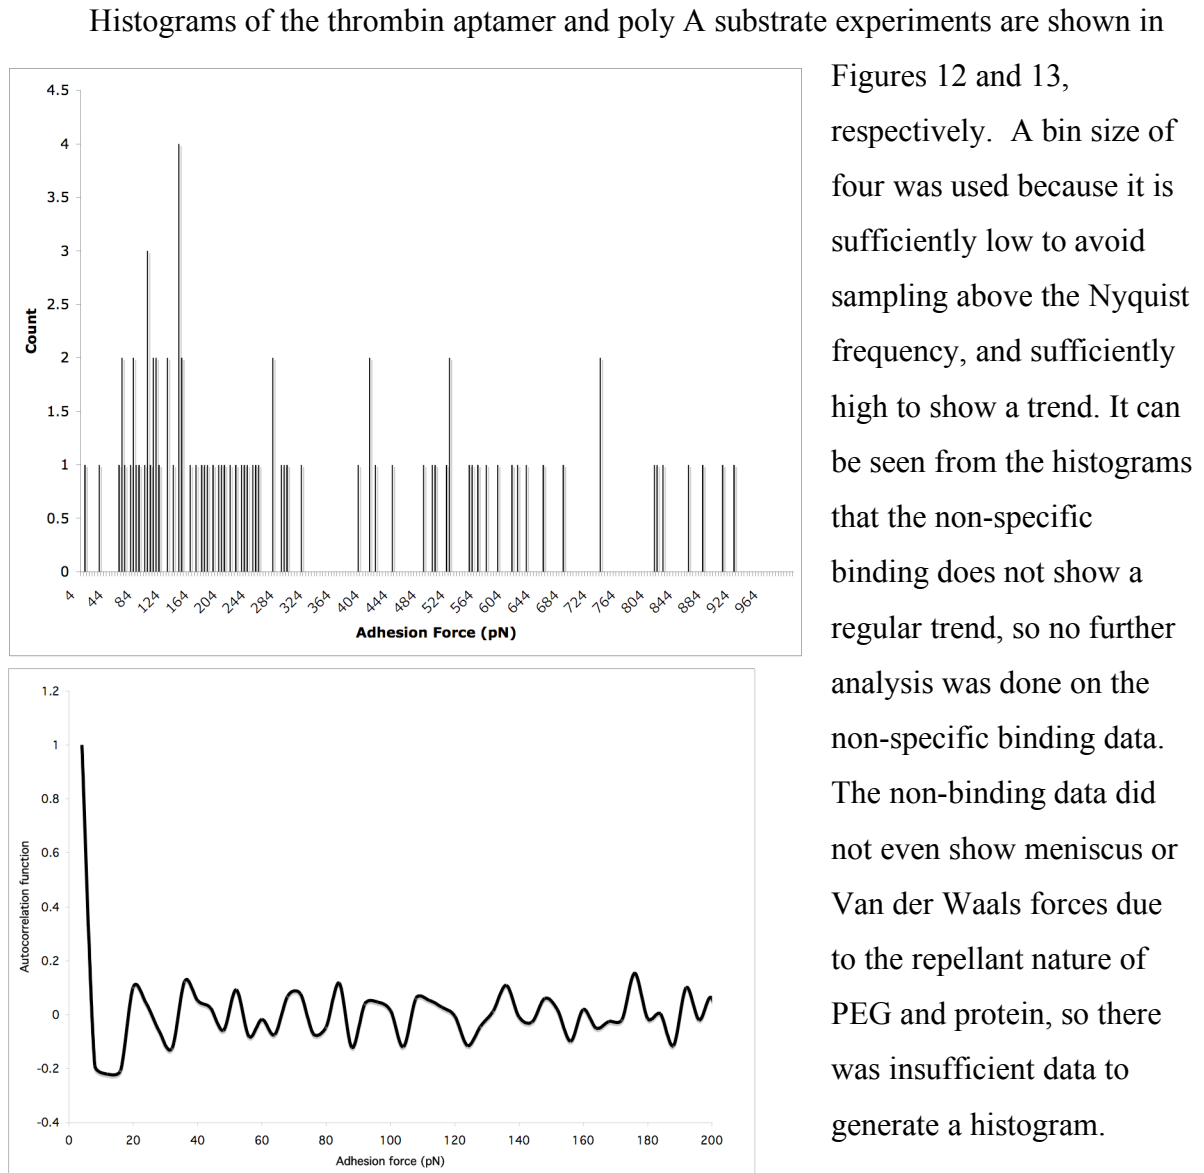 Histograms of the thrombin aptamer and poly A substrate experiments are shown in
Figures 12 and 13,
respectively.  A bin size of
four was used because it is
sufficiently low to avoid
sampling above the Nyquist
frequency, and sufficiently
high to show a trend. It can
be seen from the histograms
that the non-specific
binding does not show a
regular trend, so no further
analysis was done on the
non-specific binding data.
The non-binding data did
not even show meniscus or
Van der Waals forces due
to the repellant nature of
PEG and protein, so there
was insufficient data to
generate a histogram.
4.5
4
3.5
3
2.5
2
1.5
1
0.5
0
Count
4 44 84 124 164 204 244 284 324 364 404 444 484 524 564 604 644 684 724 764 804 844 884 924 964
Adhesion Force (pN)
1.2
1
0.8
0.6
0.4
0.2
0
-0.2
-0.4
Autocorrelation function
0 20 40 60 80 100 120 140 160 180 200
Adhesion force (pN)